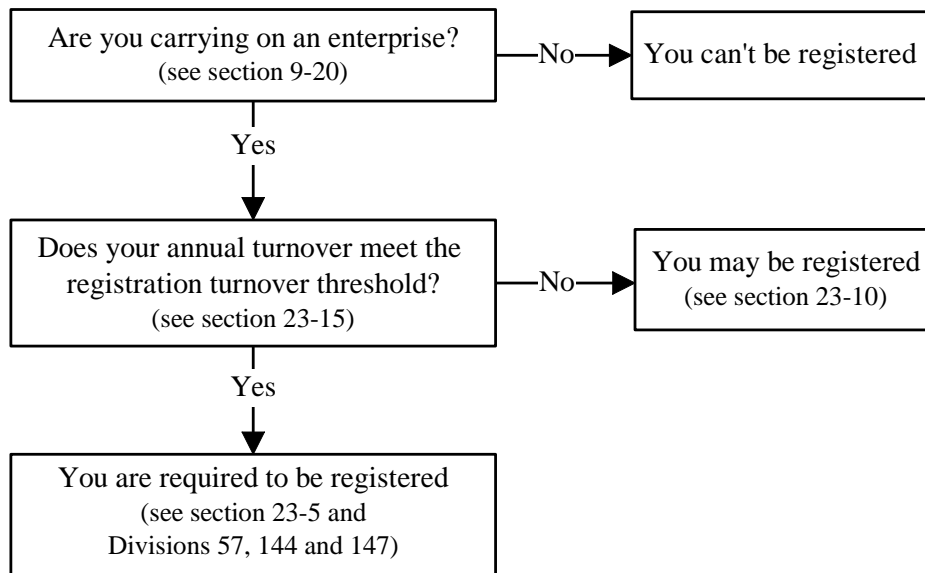 Are you carrying on an enterprise?
(see section 9-20)
No
You can't be registered
Yes
Does your annual turnover meet the
registration turnover threshold?
(see section 23-15)
No
You may be registered
(see section 23-10)
Yes
You are required to be registered
(see section 23-5 and
Divisions 57, 144 and 147)